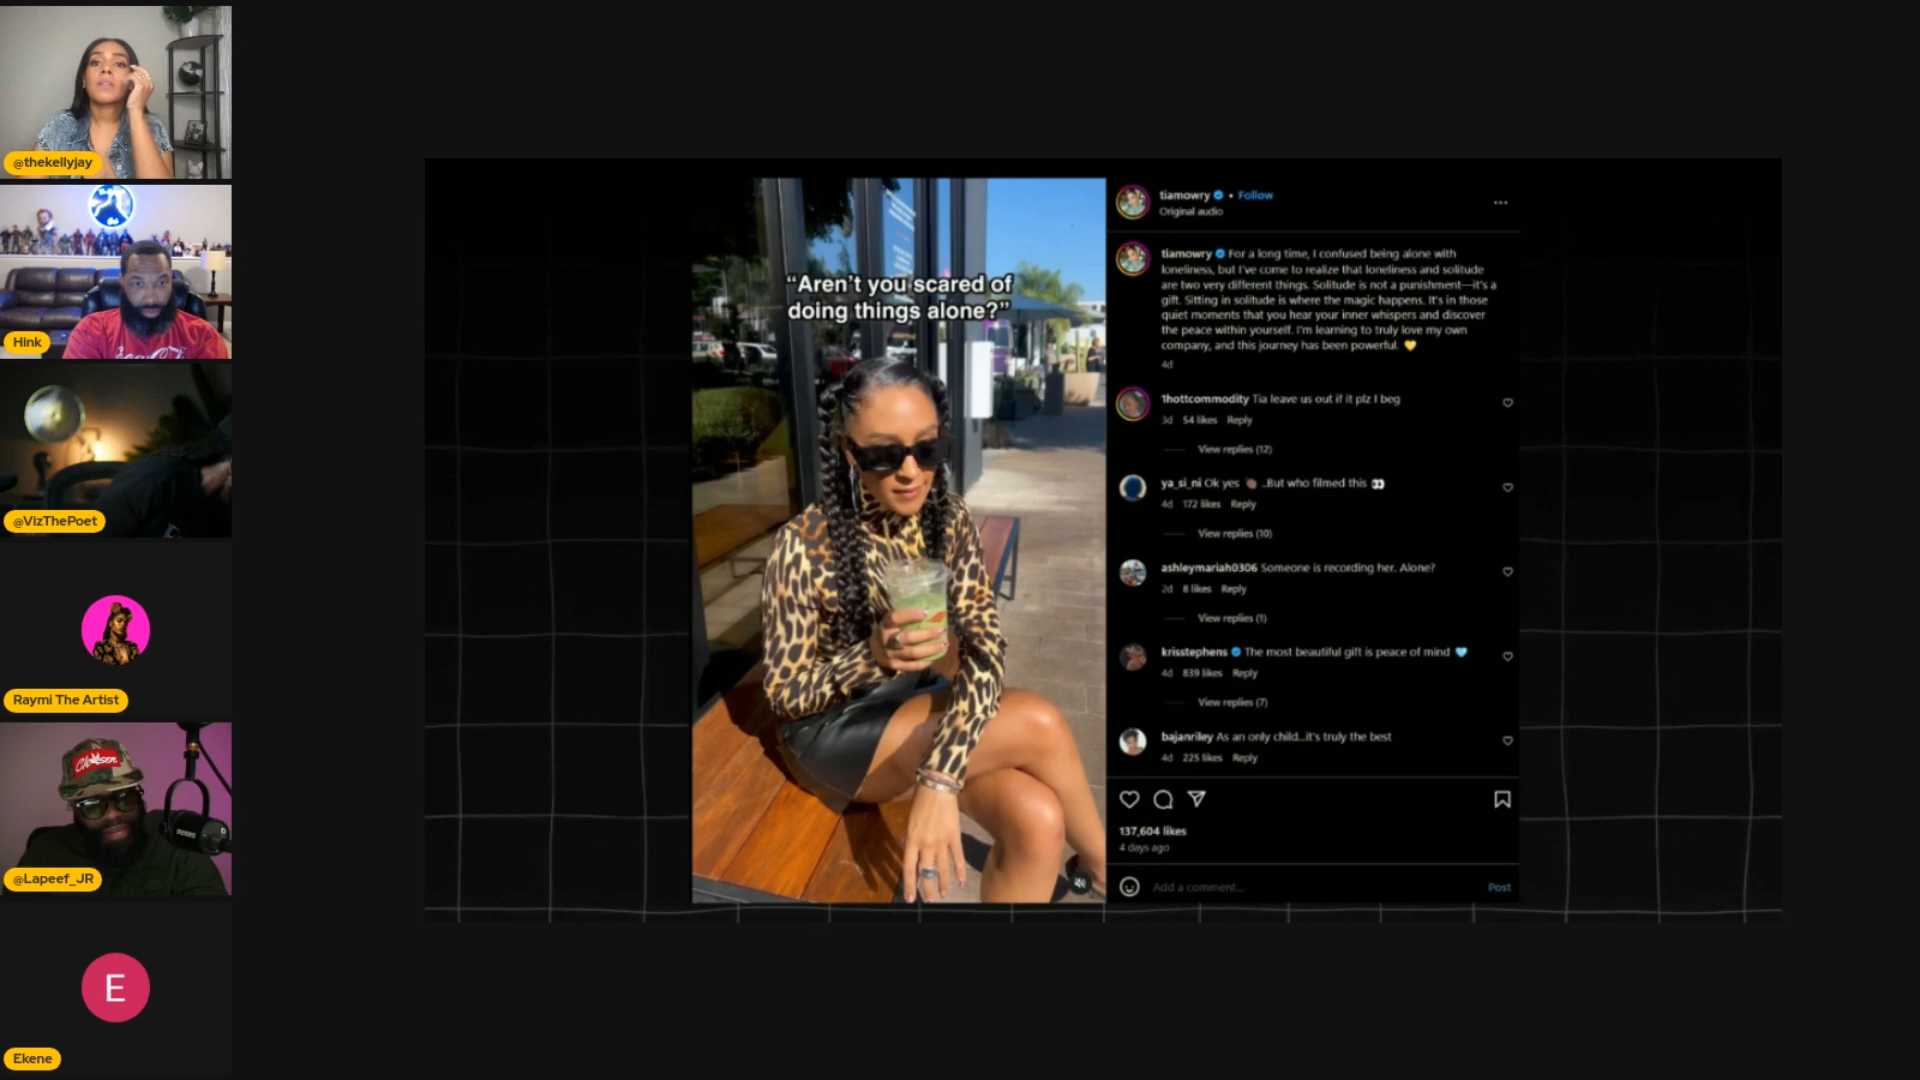 @thekellyjay
Hink
@VizThePoet
Raymi The Artist
Chosen
@Lapeef_JR
E
Ekene
“Aren’t you scared of
doing things alone?”
tiamowry • Follow
Original audio
tiamowry For a long time, I confused being alone with
loneliness, but I've come to realize that loneliness and solitude
are two very different things. Solitude is not a punishment—it's a
gift. Sitting in solitude is where the magic happens. It's in those
quiet moments that you hear your inner whispers and discover
the peace within yourself. I'm learning to truly love my own
company, and this journey has been powerful. 💛
4d
1hottcommodity Tia leave us out if it plz I beg
3d 54 likes Reply
View replies (12)
ya_si_ni Ok yes 👏🏾 ..But who filmed this 👀
4d 172 likes Reply
View replies (10)
ashleymariah0306 Someone is recording her. Alone?
2d 8 likes Reply
View replies (1)
krisstephens The most beautiful gift is peace of mind 🩵
4d 839 likes Reply
View replies (7)
bajanriley As an only child...it's truly the best
4d 225 likes Reply
137,604 likes
4 days ago
Add a comment... Post